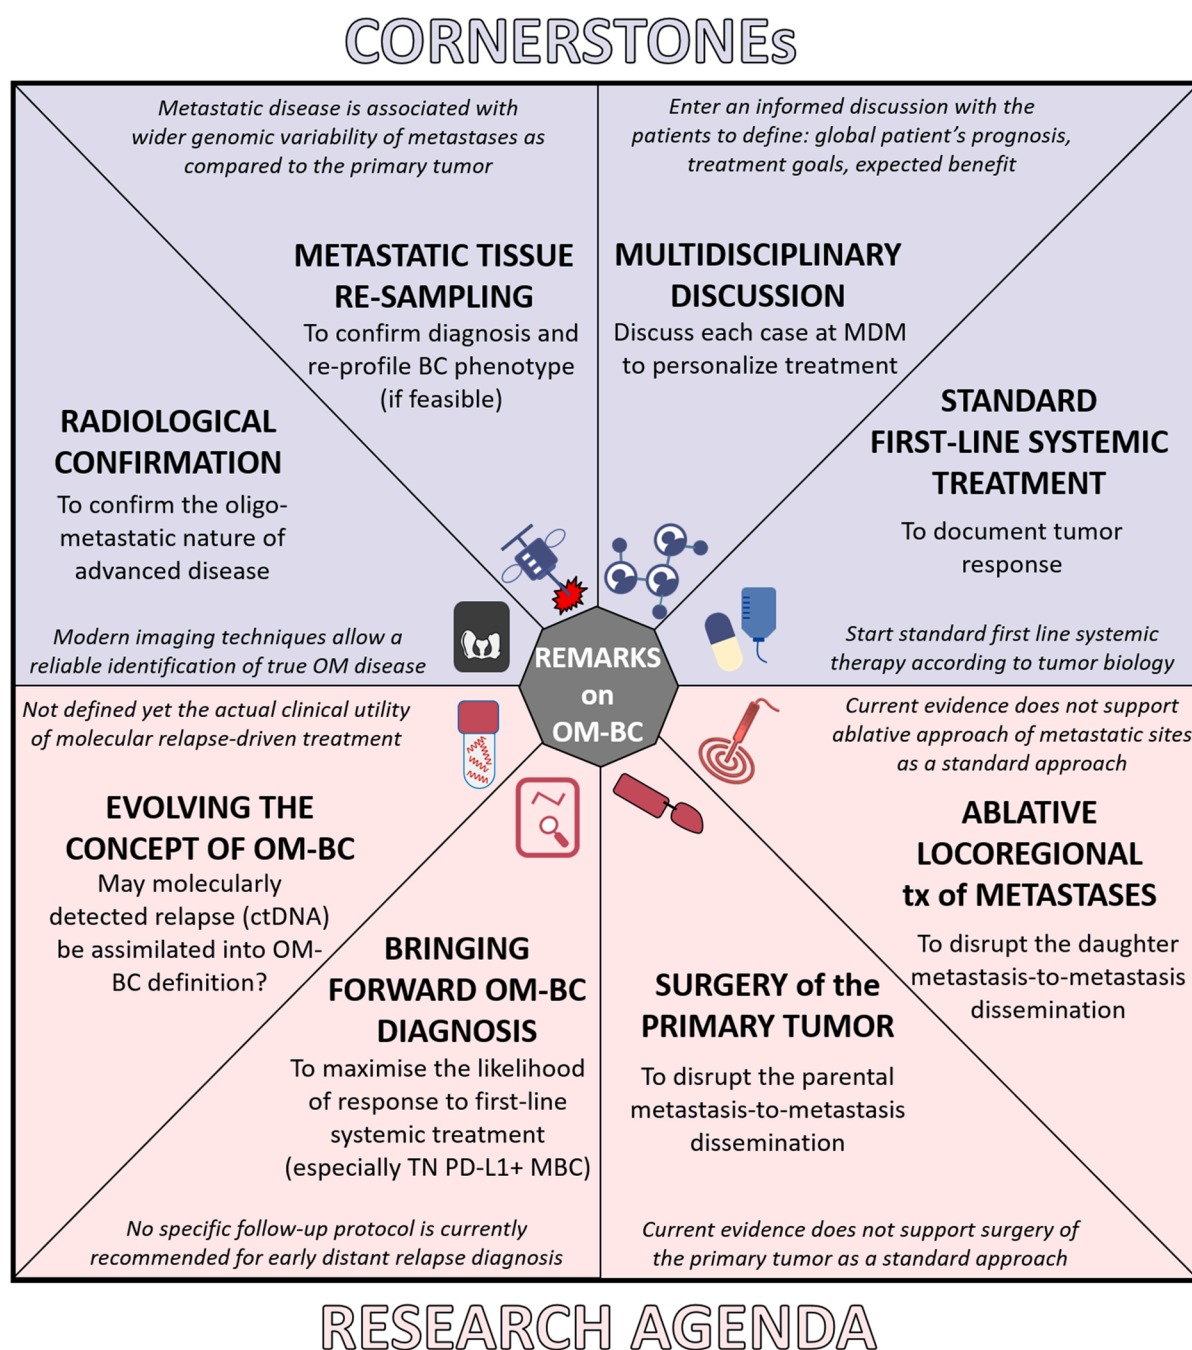 CORNERSTONEs
Metastatic disease is associated with
wider genomic variability of metastases as
compared to the primary tumor
METASTATIC TISSUE
RE-SAMPLING
To confirm diagnosis and
re-profile BC phenotype
(if feasible)
Enter an informed discussion with the
patients to define: global patient’s prognosis,
treatment goals, expected benefit
MULTIDISCIPLINARY
DISCUSSION
Discuss each case at MDM
to personalize treatment
RADIOLOGICAL
CONFIRMATION
To confirm the oligo-
metastatic nature of
advanced disease
Modern imaging techniques allow a
reliable identification of true OM disease
STANDARD
FIRST-LINE SYSTEMIC
TREATMENT
To document tumor
response
Start standard first line systemic
therapy according to tumor biology
REMARKS
on
OM-BC
Not defined yet the actual clinical utility
of molecular relapse-driven treatment
EVOLVING THE
CONCEPT OF OM-BC
May molecularly
detected relapse (ctDNA)
be assimilated into OM-
BC definition?
Current evidence does not support
ablative approach of metastatic sites
as a standard approach
ABLATIVE
LOCOREGIONAL
tx of METASTASES
To disrupt the daughter
metastasis-to-metastasis
dissemination
BRINGING
FORWARD OM-BC
DIAGNOSIS
To maximise the likelihood
of response to first-line
systemic treatment
(especially TN PD-L1+ MBC)
No specific follow-up protocol is currently
recommended for early distant relapse diagnosis
SURGERY of the
PRIMARY TUMOR
To disrupt the parental
metastasis-to-metastasis
dissemination
Current evidence does not support surgery of
the primary tumor as a standard approach
RESEARCH AGENDA